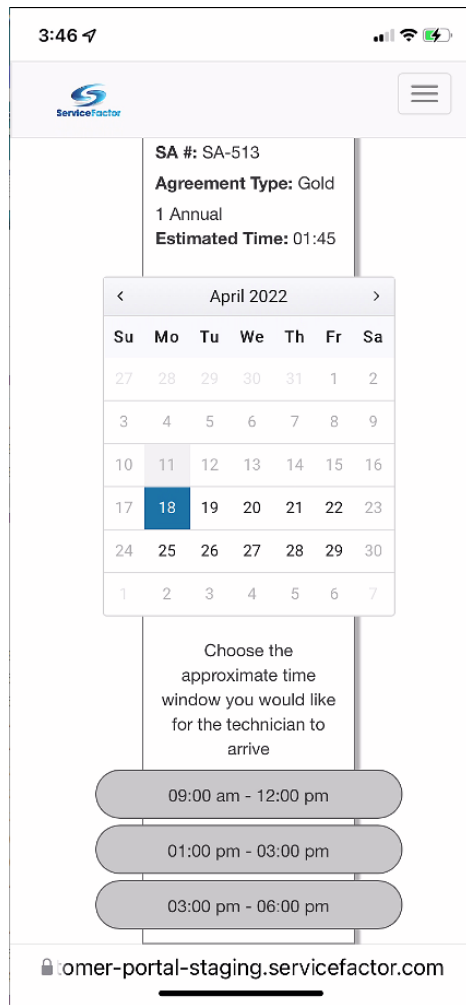 3:46
ServiceFactor
SA #: SA-513
Agreement Type: Gold
1 Annual
Estimated Time: 01:45
April 2022
Su Mo Tu We Th Fr Sa
27 28 29 30 31 1 2
3 4 5 6 7 8 9
10 11 12 13 14 15 16
17 18 19 20 21 22 23
24 25 26 27 28 29 30
1 2 3 4 5 6 7
Choose the
approximate time
window you would like
for the technician to
arrive
09:00 am - 12:00 pm
01:00 pm - 03:00 pm
03:00 pm - 06:00 pm
tomer-portal-staging.servicefactor.com